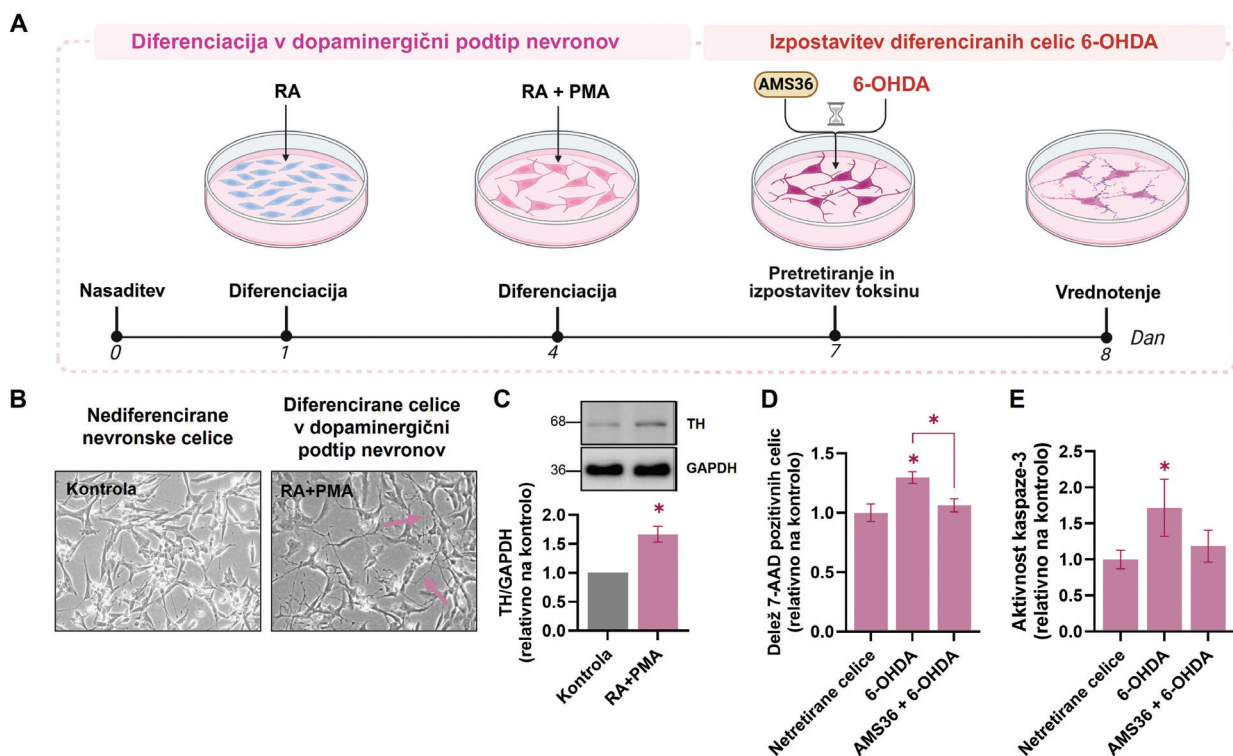 A
Diferenciacija v dopaminergični podtip nevronov
Izpostavitev diferenciranih celic 6-OHDA
RA
RA + PMA
AMS36
6-OHDA
Nasaditev
Diferenciacija
Diferenciacija
Pretretiranje in
izpostavitev toksinu
Vrednotenje
0
1
4
7
8
Dan
B
Nediferencirane
nevronske celice
Diferencirane celice
v dopaminergični
podtip nevronov
Kontrola
RA+PMA
C
68
TH
36
GAPDH
TH/GAPDH
(relativno na kontrolo)
2.0
1.5
1.0
0.5
0.0
*
Kontrola
RA+PMA
D
Delež 7-AAD pozitivnih celic
(relativno na kontrolo)
1.5
1.0
0.5
0.0
*
*
Netretirane celice
6-OHDA
AMS36 + 6-OHDA
E
Aktivnost kaspaze-3
(relativno na kontrolo)
2.5
2.0
1.5
1.0
0.5
0.0
*
Netretirane celice
6-OHDA
AMS36 + 6-OHDA